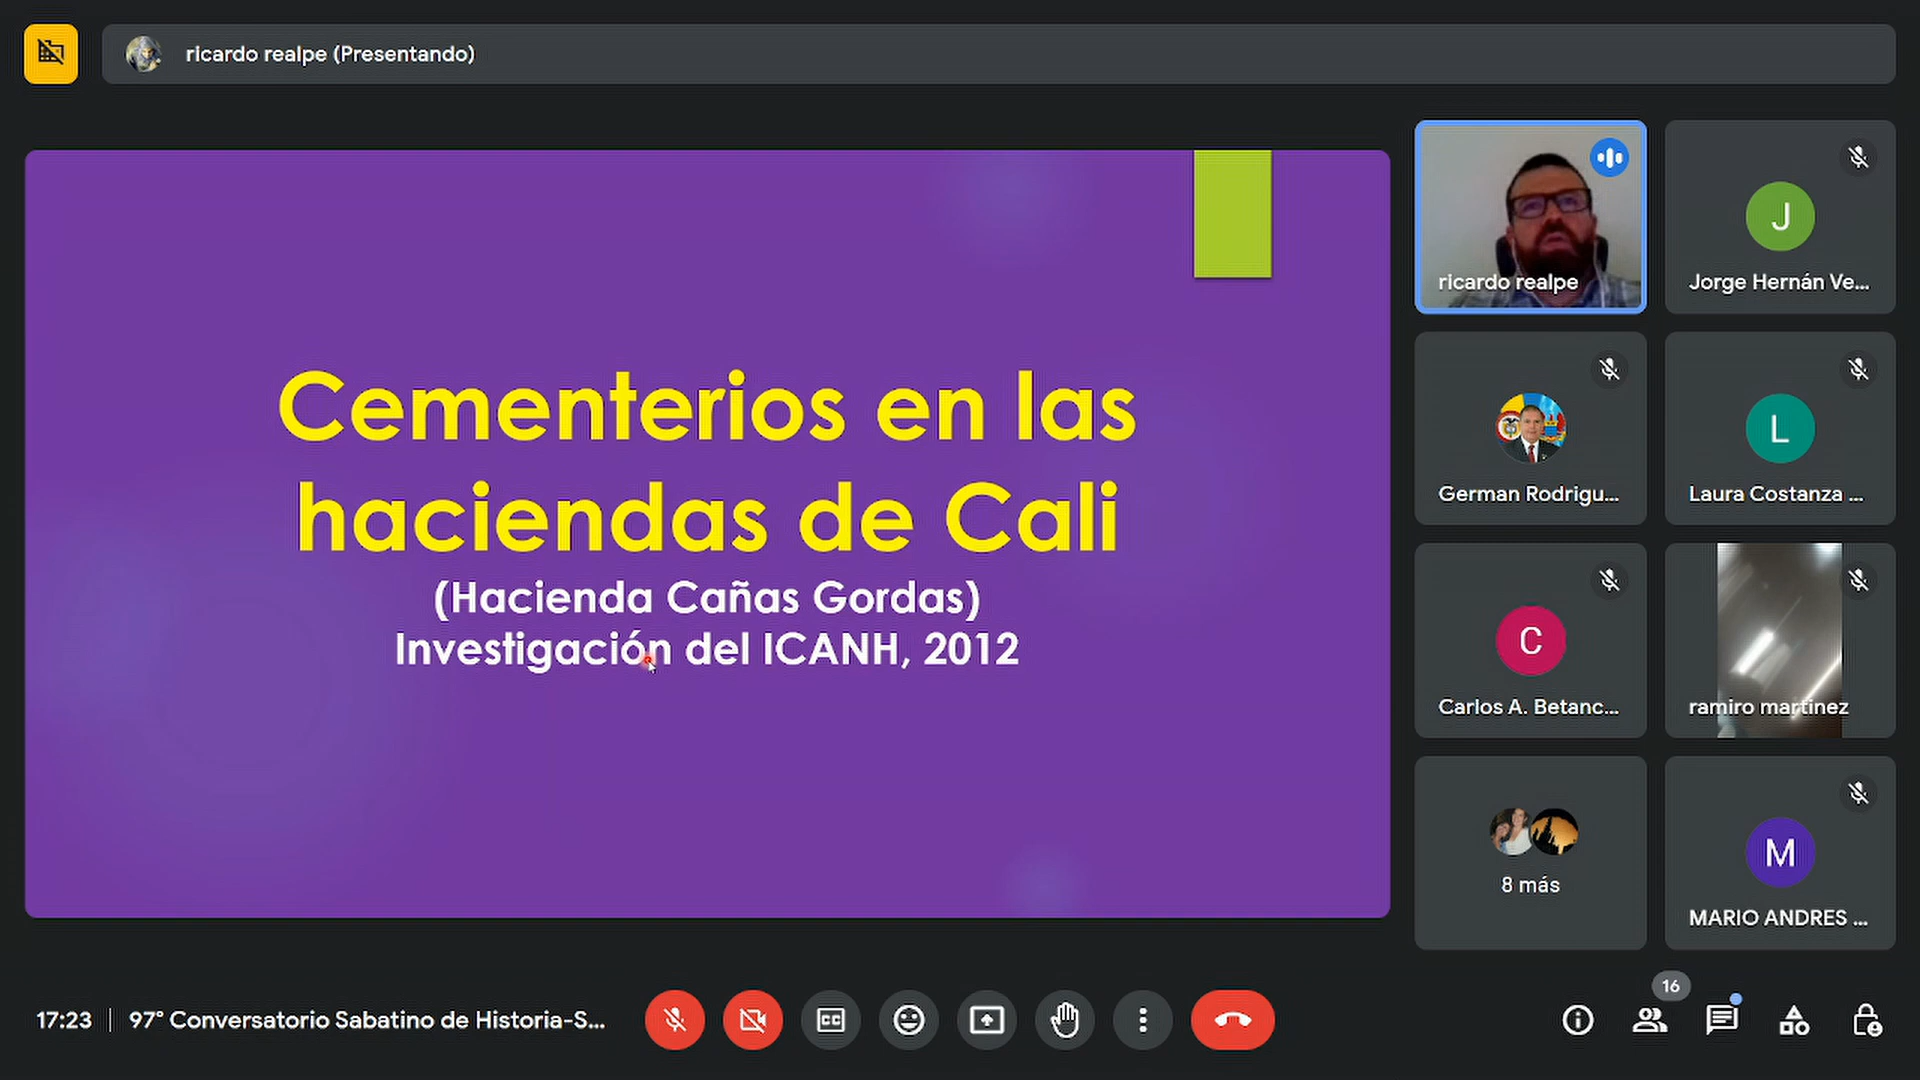 ricardo realpe (Presentando)
Cementerios en las
haciendas de Cali
(Hacienda Cañas Gordas)
Investigación del ICANH, 2012
ricardo realpe
J
Jorge Hernán Ve...
German Rodrigu...
L
Laura Costanza ...
C
Carlos A. Betanc...
ramiro martinez
8 más
M
MARIO ANDRES ...
17:23 | 97° Conversatorio Sabatino de Historia-S...
CC
16